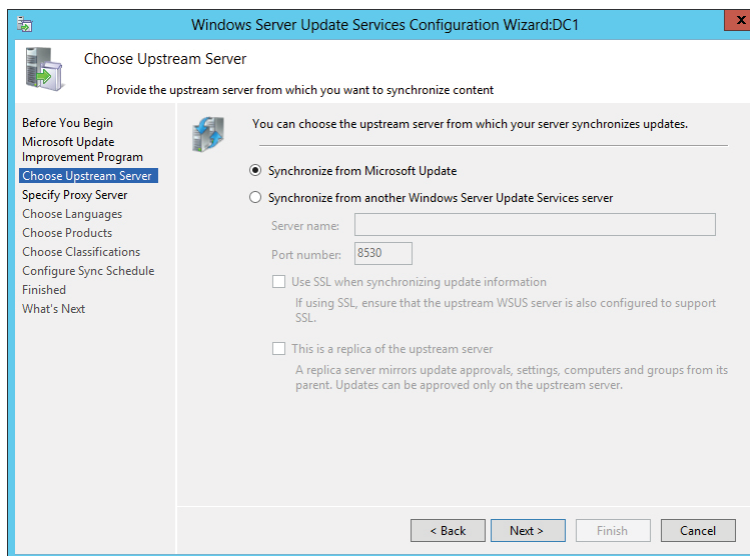 Windows Server Update Services Configuration Wizard:DC1
x
Choose Upstream Server
Provide the upstream server from which you want to synchronize content
Before You Begin
Microsoft Update
Improvement Program
Choose Upstream Server
Specify Proxy Server
Choose Languages
Choose Products
Choose Classifications
Configure Sync Schedule
Finished
What's Next
You can choose the upstream server from which your server synchronizes updates.
Synchronize from Microsoft Update
Synchronize from another Windows Server Update Services server
Server name:
Port number: 8530
Use SSL when synchronizing update information
If using SSL, ensure that the upstream WSUS server is also configured to support
SSL.
This is a replica of the upstream server
A replica server mirrors update approvals, settings, computers and groups from its
parent. Updates can be approved only on the upstream server.
< Back Next > Finish Cancel